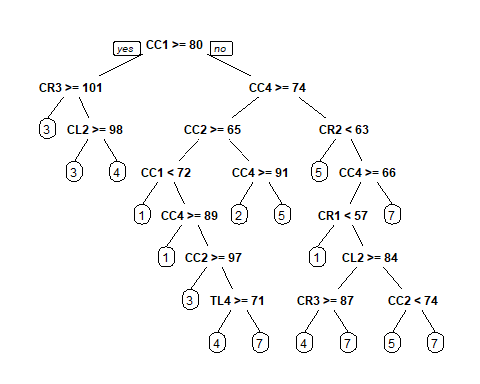 yes CC1 >= 80 no
CR3 >= 101 CC4 >= 74
3 CL2 >= 98 CC2 >= 65 CR2 < 63
3 4 CC1 < 72 CC4 >= 91 5 CC4 >= 66
1 CC4 >= 89 2 5 CR1 < 57 7
1 CC2 >= 97 1 CL2 >= 84
3 TL4 >= 71 CR3 >= 87 CC2 < 74
4 7 4 7 5 7